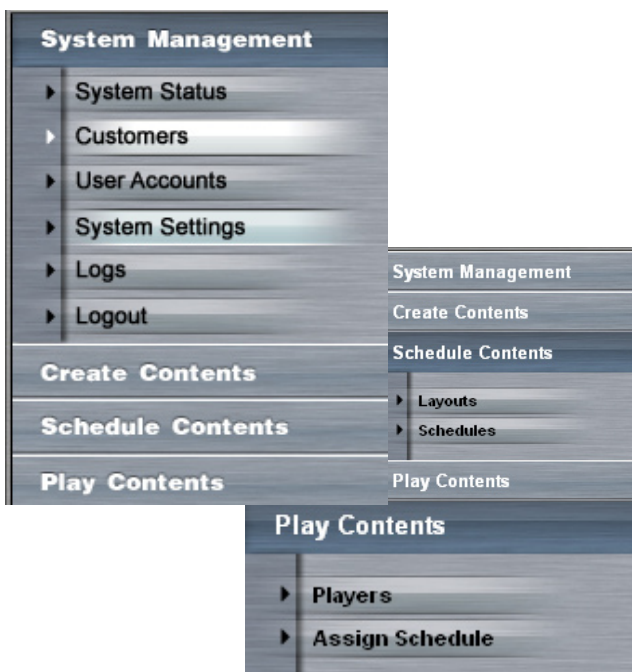 System Management
System Status
Customers
User Accounts
System Settings
Logs
Logout
Create Contents
Schedule Contents
Play Contents
System Management
Create Contents
Schedule Contents
Layouts
Schedules
Play Contents
Play Contents
Players
Assign Schedule